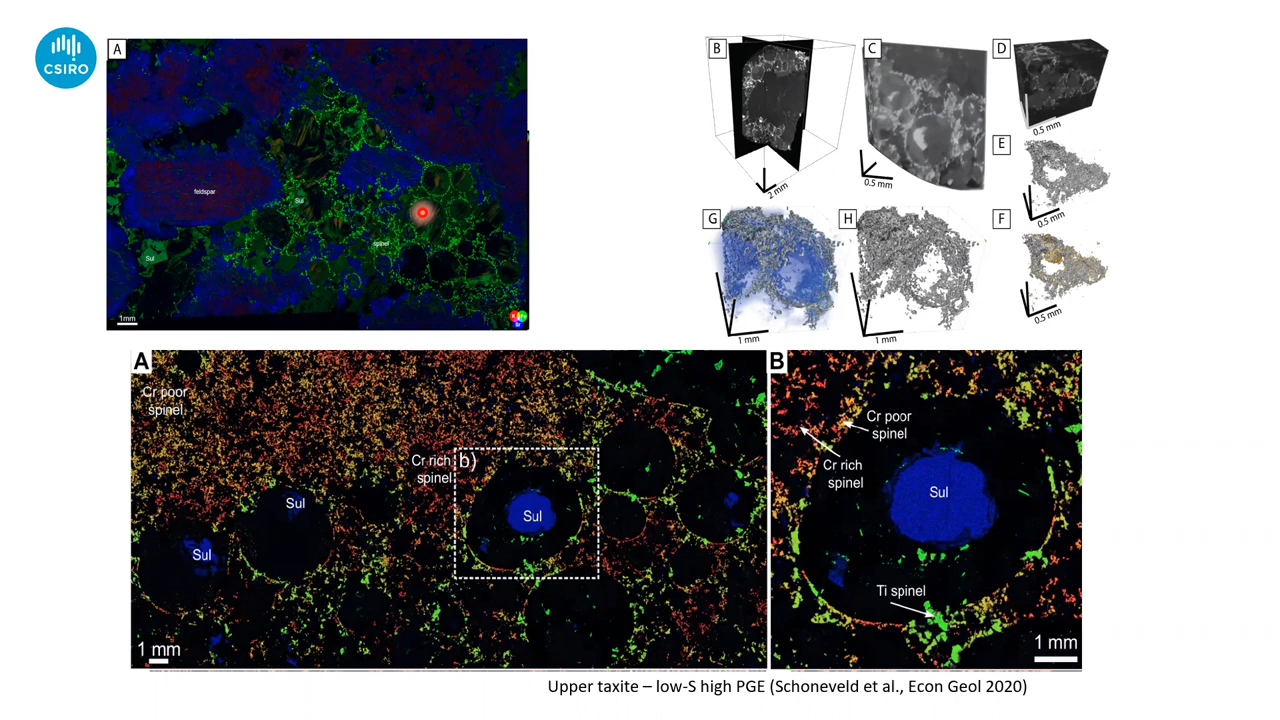 CSIRO
A
feldspar
Sul
Sul
spinel
1mm
K
Fe
Sr
B
2 mm
C
0.5 mm
D
0.5 mm
E
0.5 mm
F
0.5 mm
G
1 mm
H
1 mm
A
Cr poor
spinel
Sul
Sul
Cr rich
spinel
b)
Sul
1 mm
B
Cr poor
spinel
Cr rich
spinel
Sul
Ti spinel
1 mm
Upper taxite – low-S high PGE (Schoneveld et al., Econ Geol 2020)